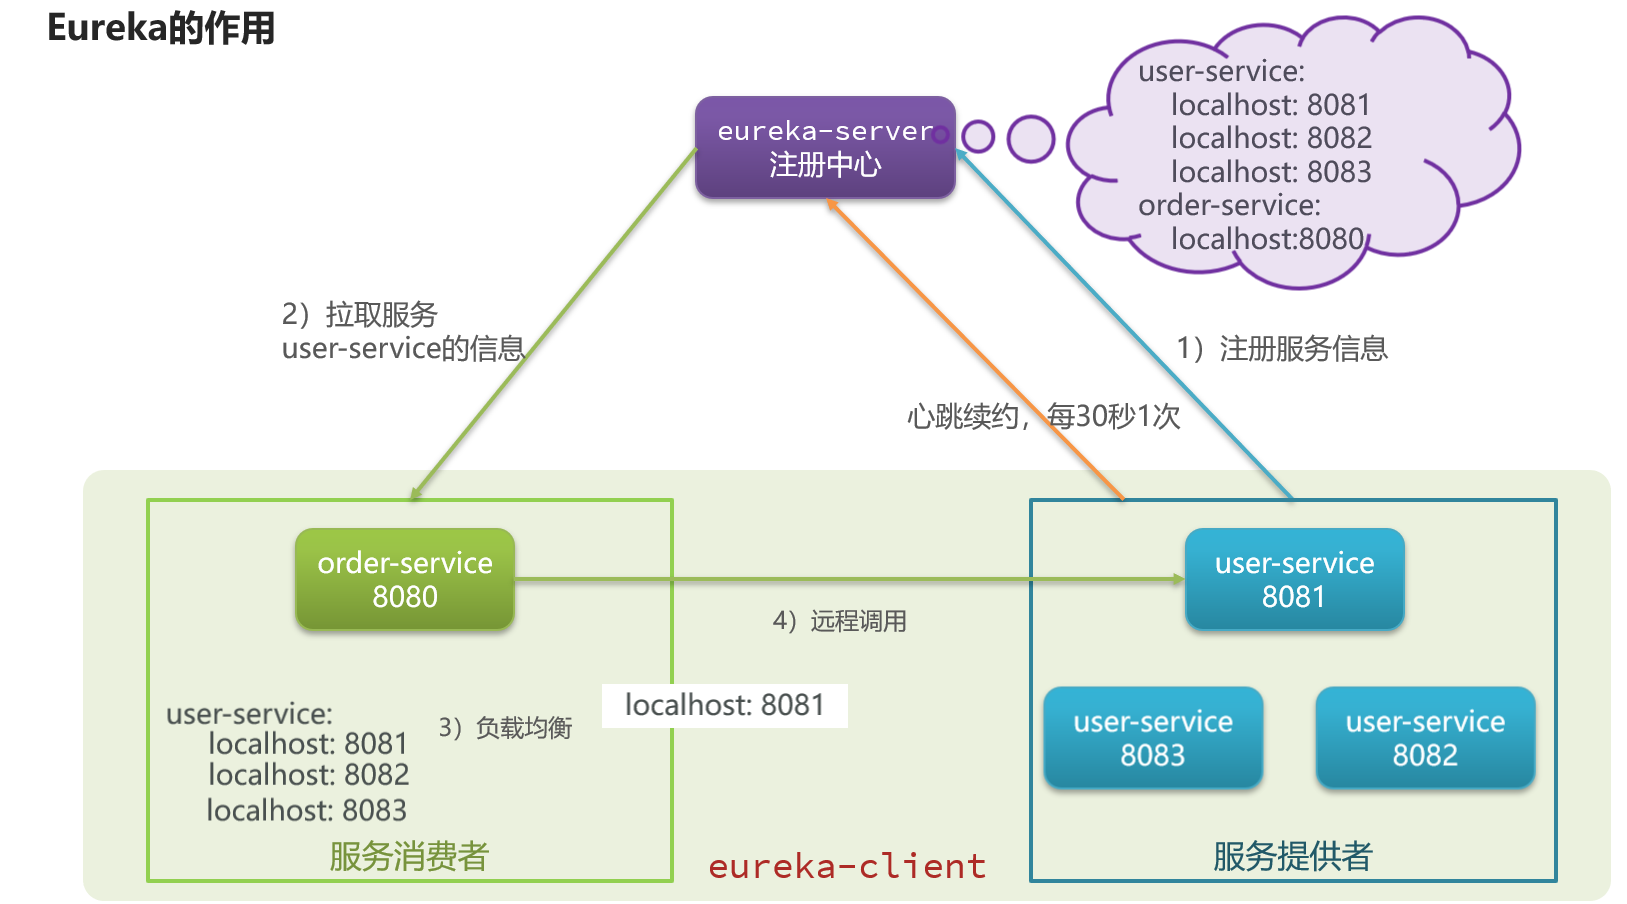 Eureka的作用
eureka-server
注册中心
user-service:
localhost: 8081
localhost: 8082
localhost: 8083
order-service:
localhost:8080
2）拉取服务
user-service的信息
1）注册服务信息
心跳续约，每30秒1次
order-service
8080
4）远程调用
user-service
8081
user-service:
localhost: 8081
localhost: 8082
localhost: 8083
3）负载均衡
localhost: 8081
user-service
8083
user-service
8082
服务消费者
eureka-client
服务提供者